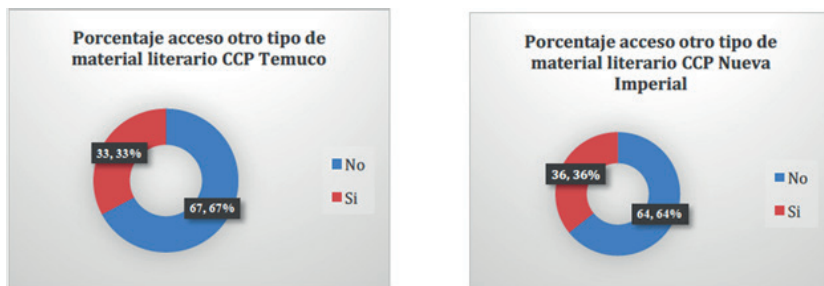 Porcentaje acceso otro tipo de
material literario CCP Temuco
33, 33%
67, 67%
No
Si
Porcentaje acceso otro tipo de
material literario CCP Nueva
Imperial
36, 36%
64, 64%
No
Si